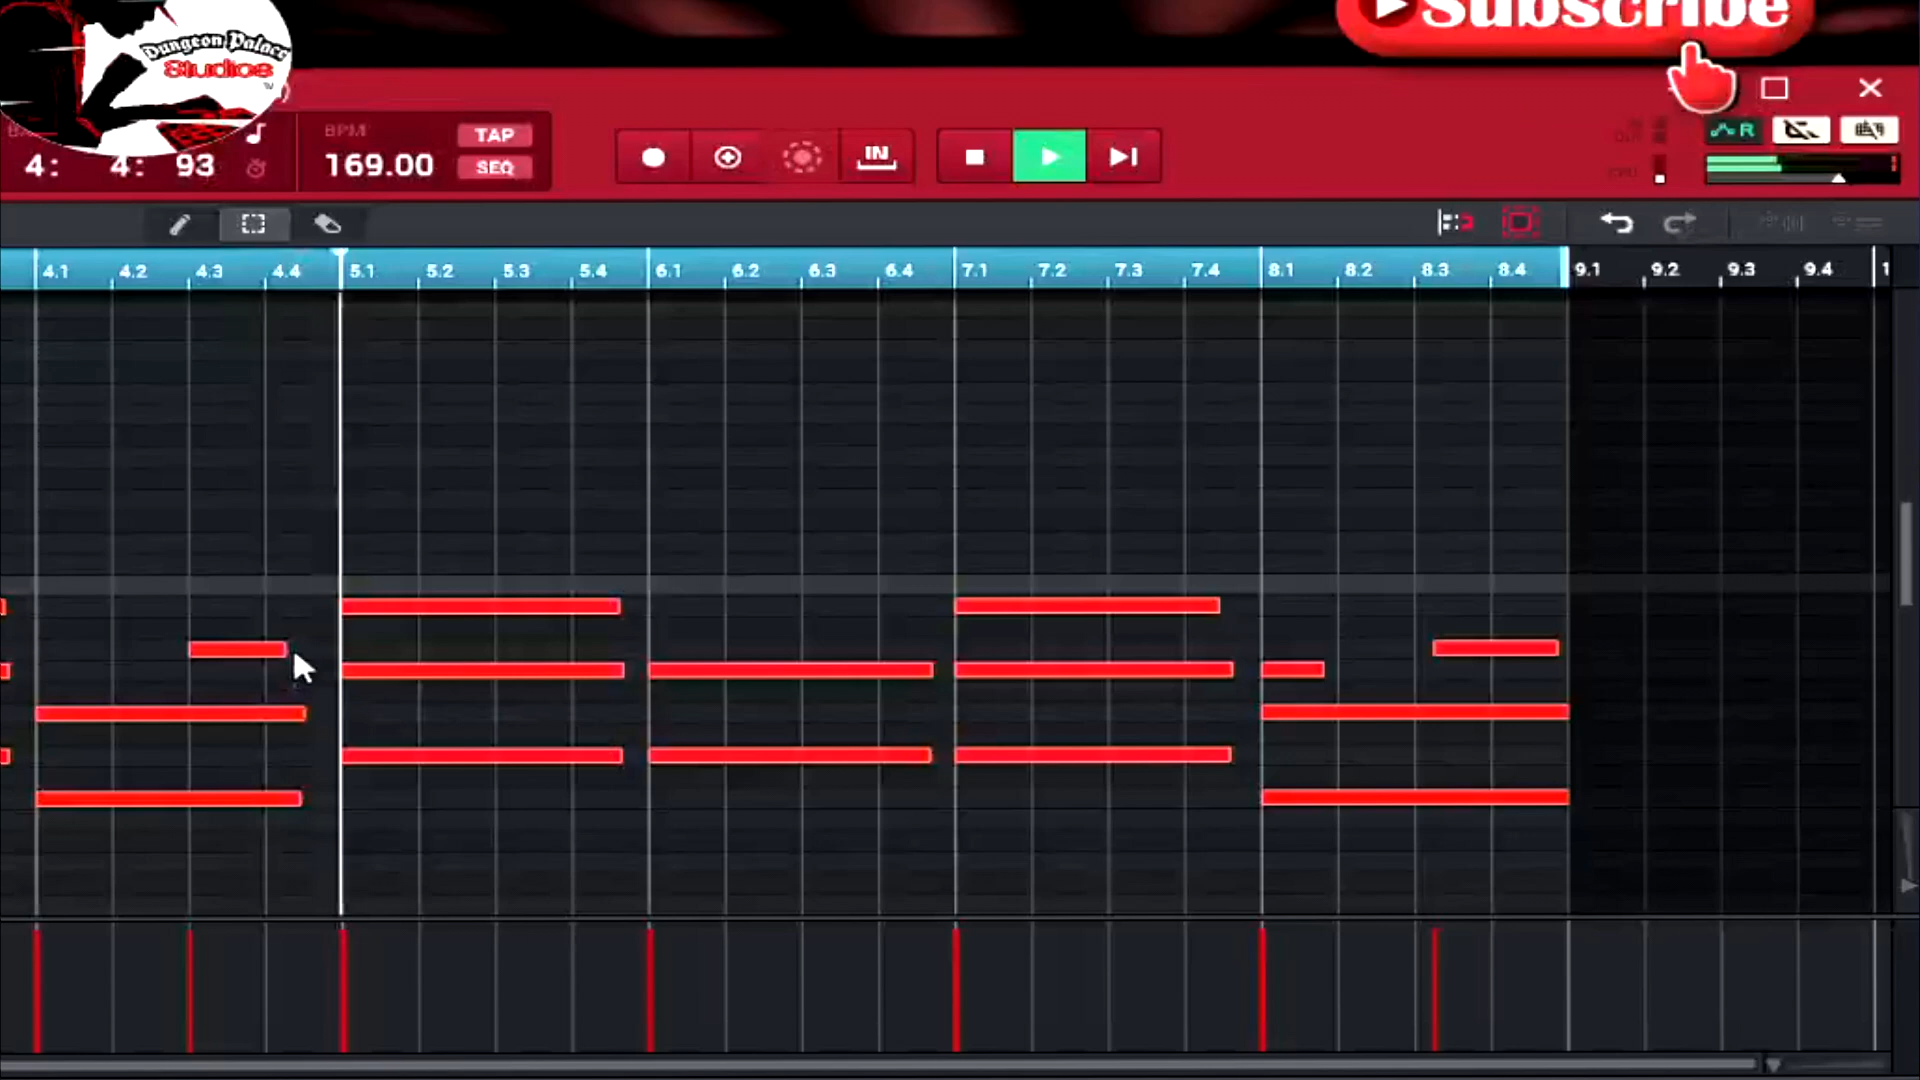 Subscribe
Dungeon Palace
Studios
TM
BPM
TAP
4: 4: 93
169.00
SEQ
IN
R
4.1 4.2 4.3 4.4 5.1 5.2 5.3 5.4 6.1 6.2 6.3 6.4 7.1 7.2 7.3 7.4 8.1 8.2 8.3 8.4 9.1 9.2 9.3 9.4 1